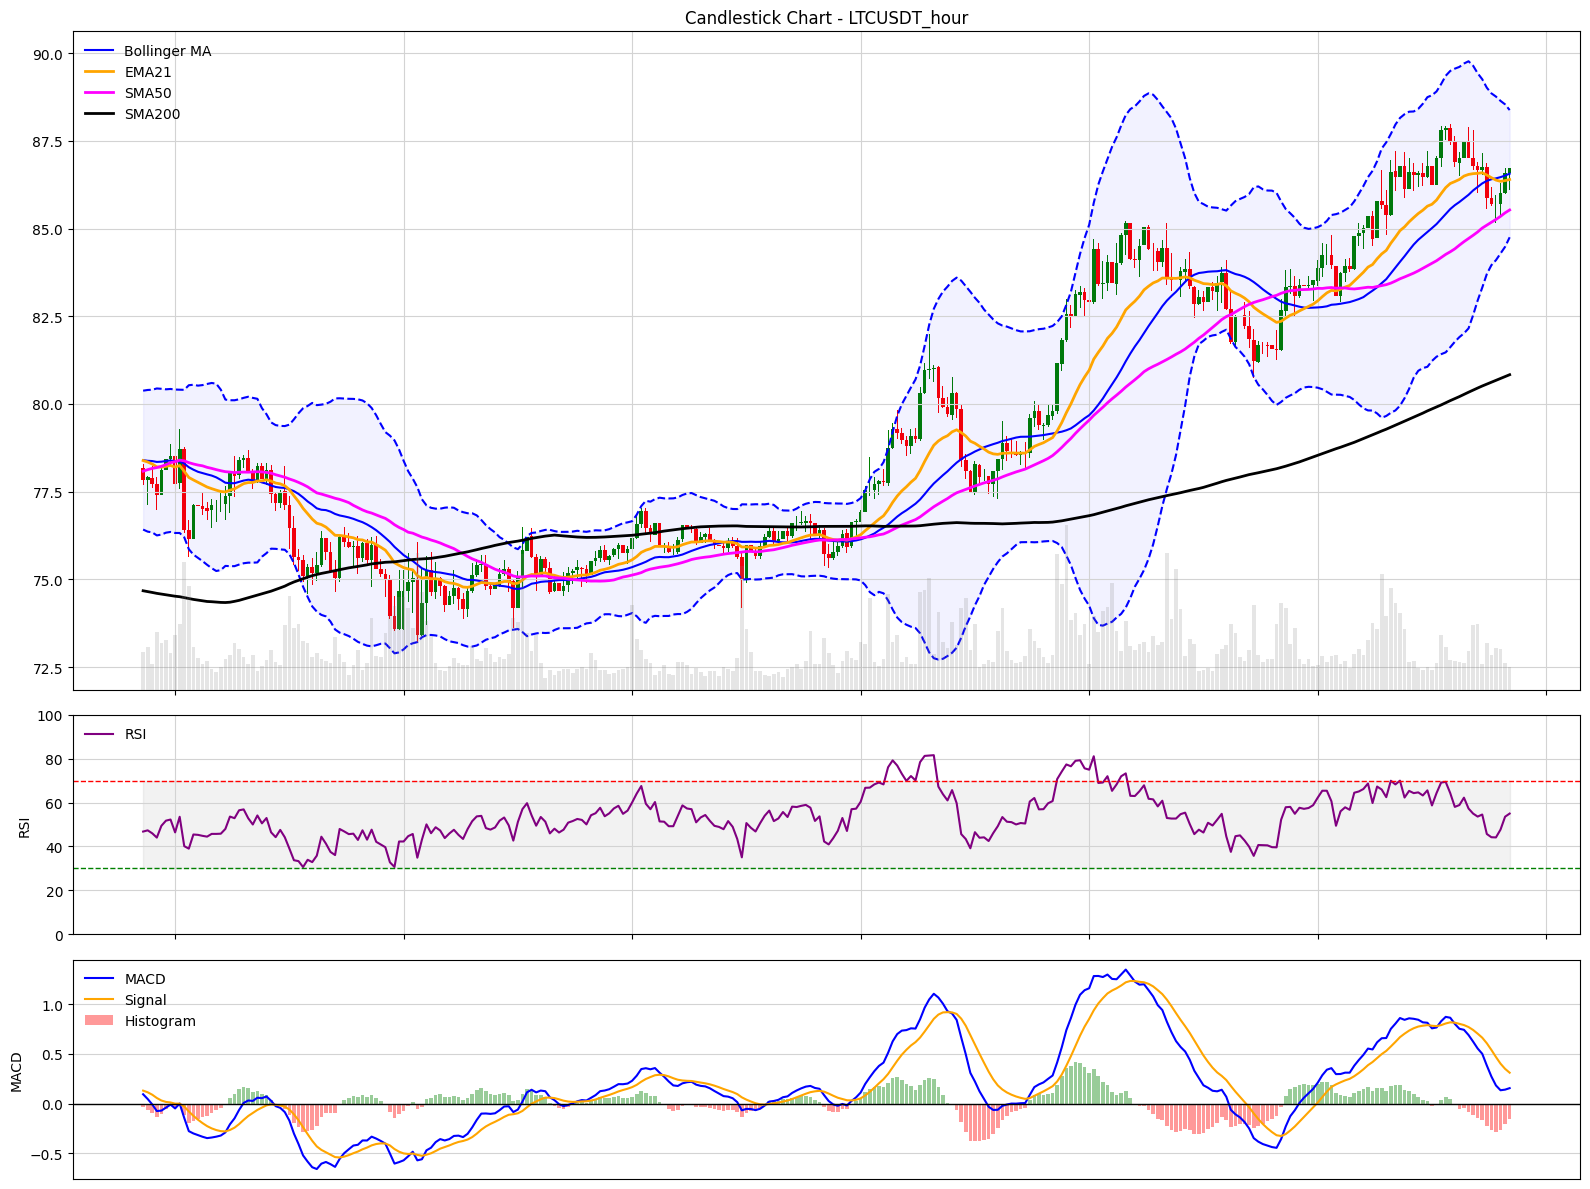 Candlestick Chart - LTCUSDT_hour
Bollinger MA
EMA21
SMA50
SMA200
90.0
87.5
85.0
82.5
80.0
77.5
75.0
72.5
RSI
RSI
100
80
60
40
20
0
MACD
Signal
Histogram
MACD
1.0
0.5
0.0
−0.5